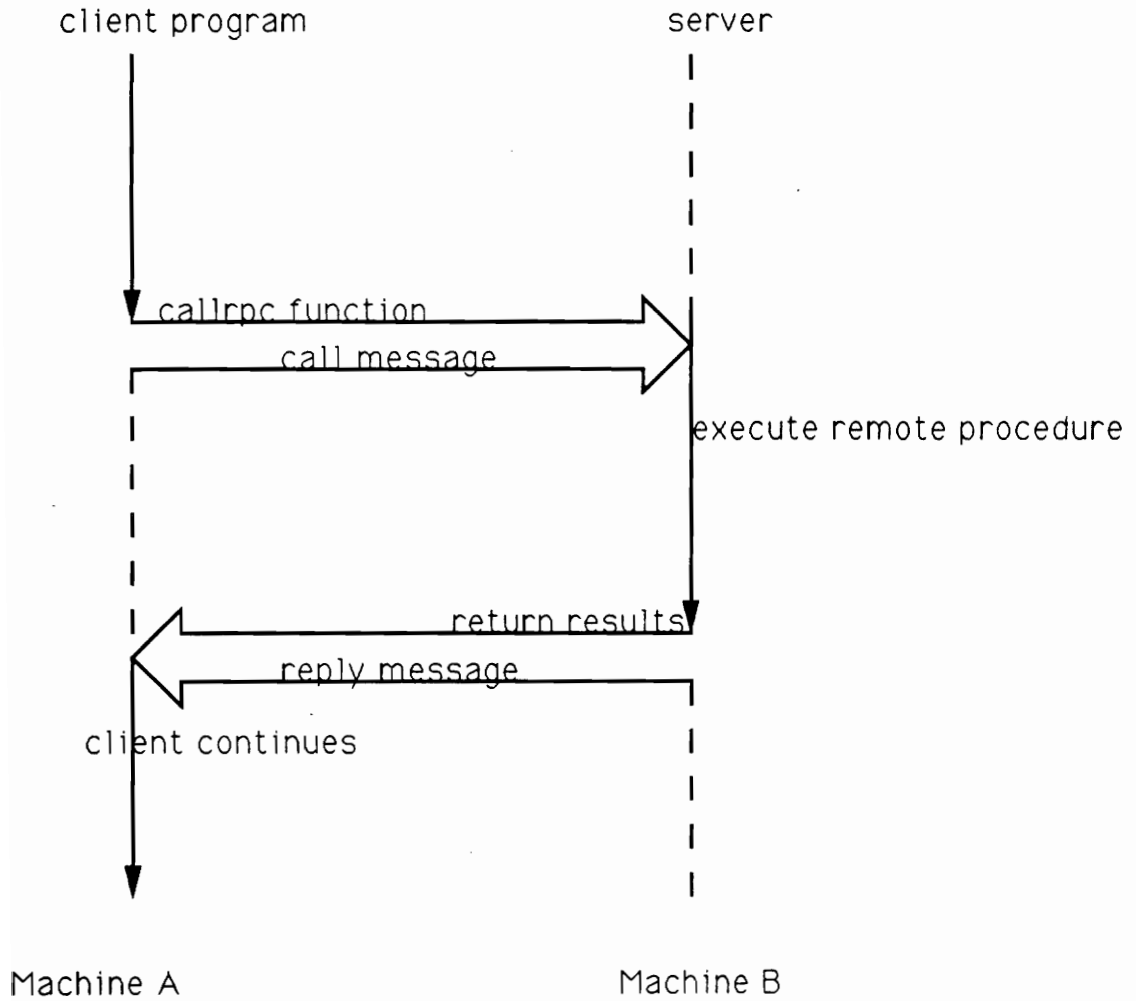 client program
server
callrpc function
call message
execute remote procedure
return results
reply message
client continues
Machine A
Machine B